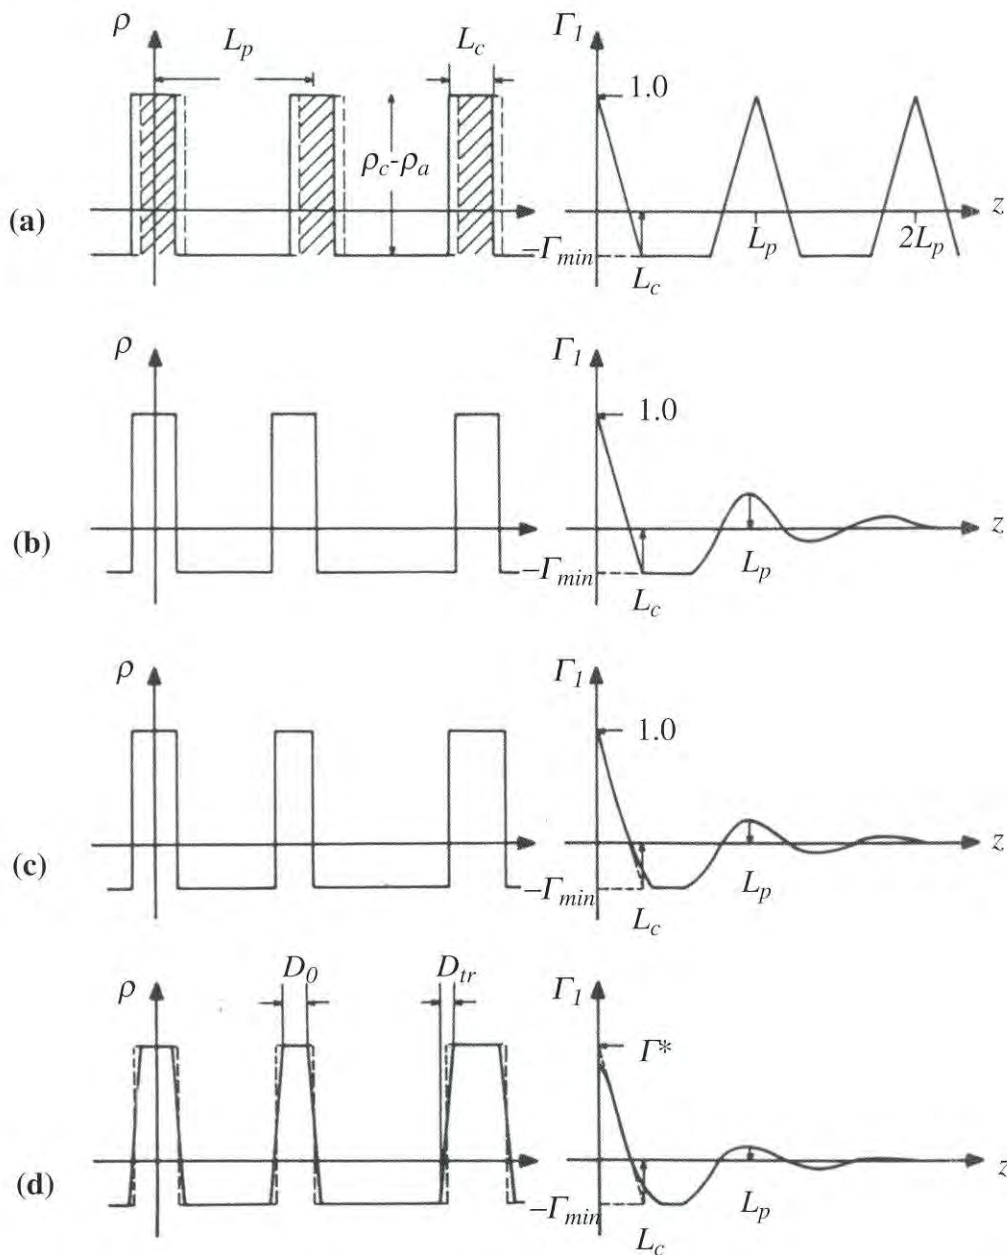 ρ
L_p
L_c
Γ_1
1.0
ρ_c-ρ_a
(a)
z
-Γ_min
L_c
L_p
2L_p
ρ
Γ_1
1.0
(b)
z
-Γ_min
L_c
L_p
ρ
Γ_1
1.0
(c)
z
-Γ_min
L_c
L_p
ρ
D_0
D_tr
Γ_1
Γ*
(d)
z
-Γ_min
L_c
L_p